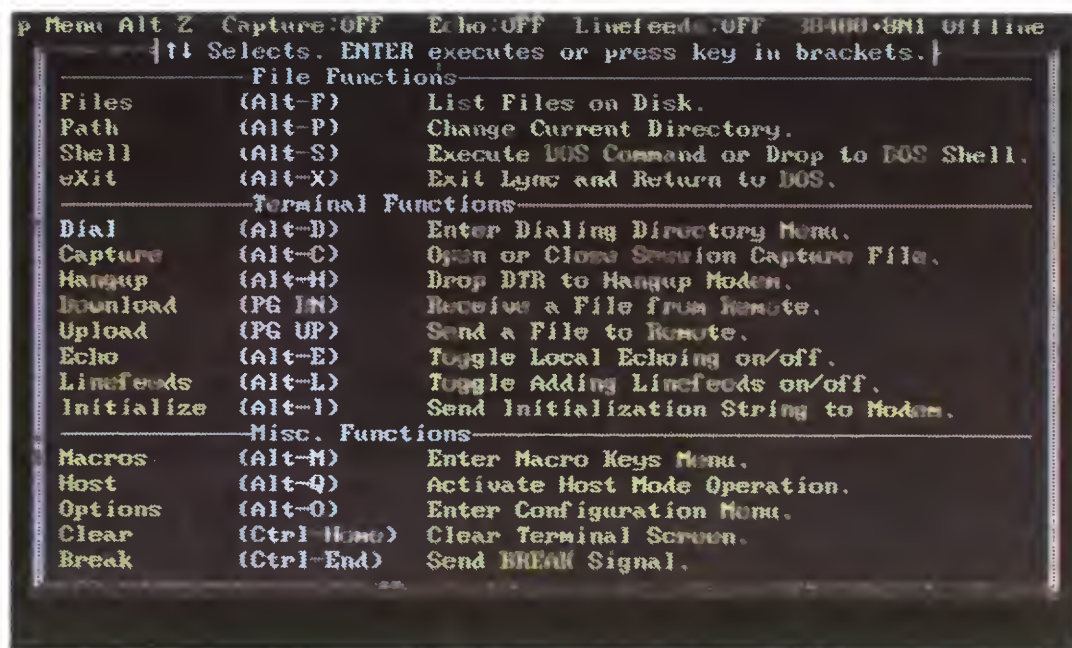 p Menu Alt Z Capture:OFF Echo:OFF Linefeeds:OFF 38400·8N1 Offline
↑↓ Selects. ENTER executes or press key in brackets.
File Functions
Files (Alt-F) List Files on Disk.
Path (Alt-P) Change Current Directory.
Shell (Alt-S) Execute DOS Command or Drop to DOS Shell.
eXit (Alt-X) Exit Lync and Return to DOS.
Terminal Functions
Dial (Alt-D) Enter Dialing Directory Menu.
Capture (Alt-C) Open or Close Session Capture File.
Hangup (Alt-H) Drop DTR to Hangup Modem.
Download (PG DN) Receive a File from Remote.
Upload (PG UP) Send a File to Remote.
Echo (Alt-E) Toggle Local Echoing on/off.
Linefeeds (Alt-L) Toggle Adding Linefeeds on/off.
Initialize (Alt-I) Send Initialization String to Modem.
Misc. Functions
Macros (Alt-M) Enter Macro Keys Menu.
Host (Alt-Q) Activate Host Mode Operation.
Options (Alt-O) Enter Configuration Menu.
Clear (Ctrl-Home) Clear Terminal Screen.
Break (Ctrl-End) Send BREAK Signal.